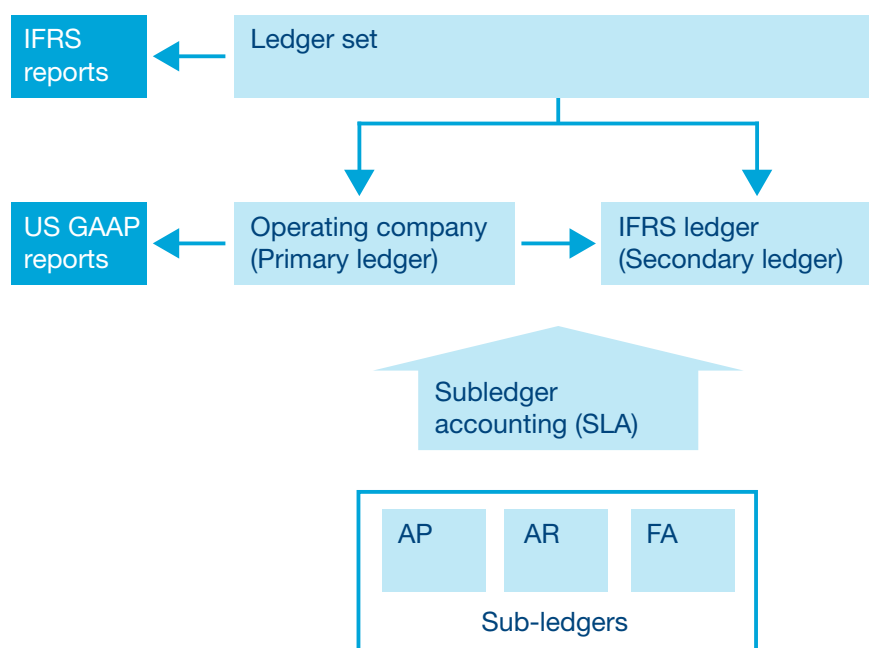 IFRS
reports
Ledger set
US GAAP
reports
Operating company
(Primary ledger)
IFRS ledger
(Secondary ledger)
Subledger
accounting (SLA)
AP
AR
FA
Sub-ledgers